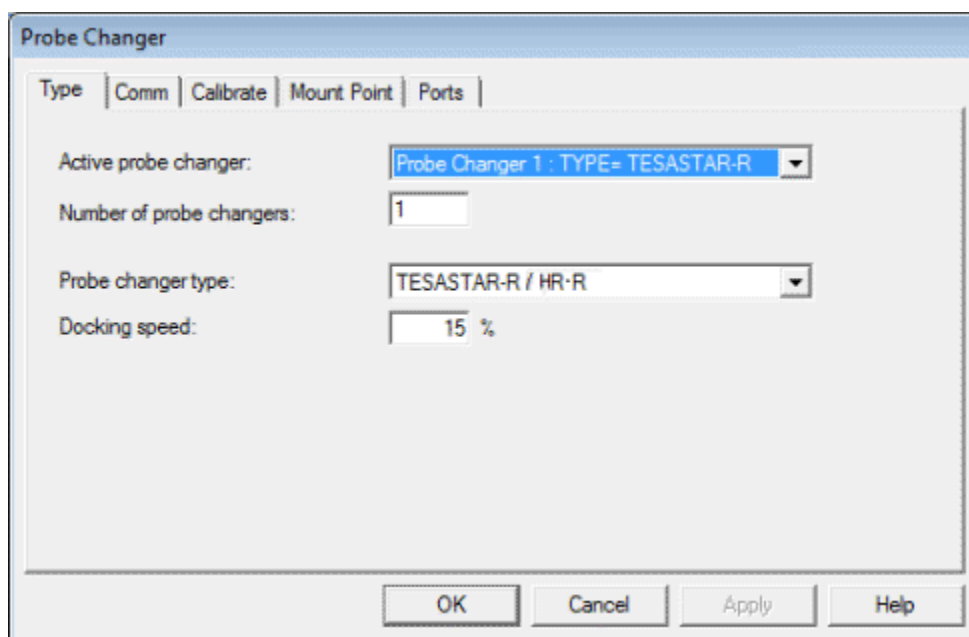 Probe Changer
Type Comm Calibrate Mount Point Ports
Active probe changer: Probe Changer 1 : TYPE= TESASTAR-R
Number of probe changers: 1
Probe changer type: TESASTAR-R / HR-R
Docking speed: 15 %
OK Cancel Apply Help